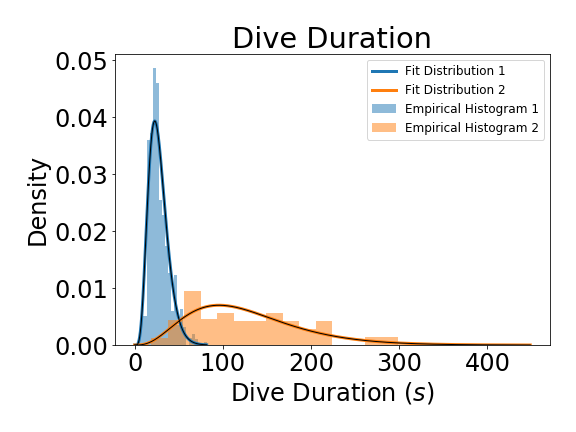 Dive Duration
Fit Distribution 1
Fit Distribution 2
Empirical Histogram 1
Empirical Histogram 2
Density
0.05
0.04
0.03
0.02
0.01
0.00
0 100 200 300 400
Dive Duration (s)